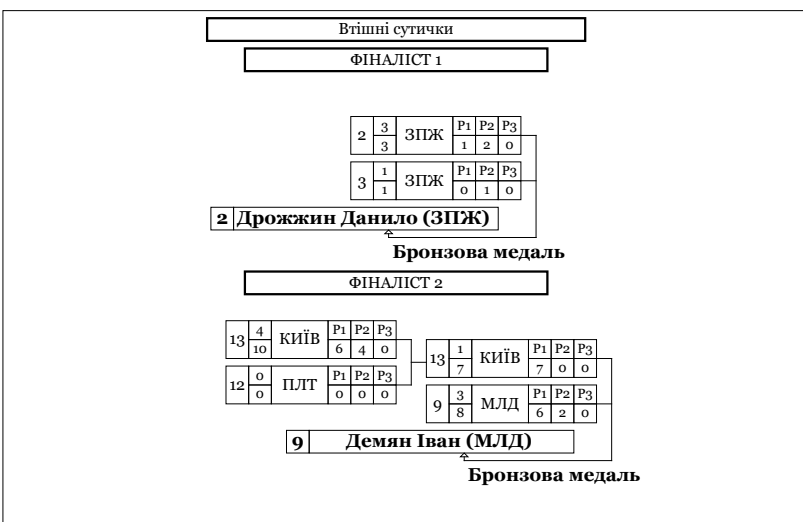 Втішні сутички
ФІНАЛІСТ 1
2 3 3 ЗПЖ P1 P2 P3 1 2 0
3 1 1 ЗПЖ P1 P2 P3 0 1 0
2 Дрожжин Данило (ЗПЖ)
Бронзова медаль
ФІНАЛІСТ 2
13 4 10 КИЇВ P1 P2 P3 6 4 0
13 1 7 КИЇВ P1 P2 P3 7 0 0
12 0 0 ПЛТ P1 P2 P3 0 0 0
9 3 8 МЛД P1 P2 P3 6 2 0
9 Демян Іван (МЛД)
Бронзова медаль